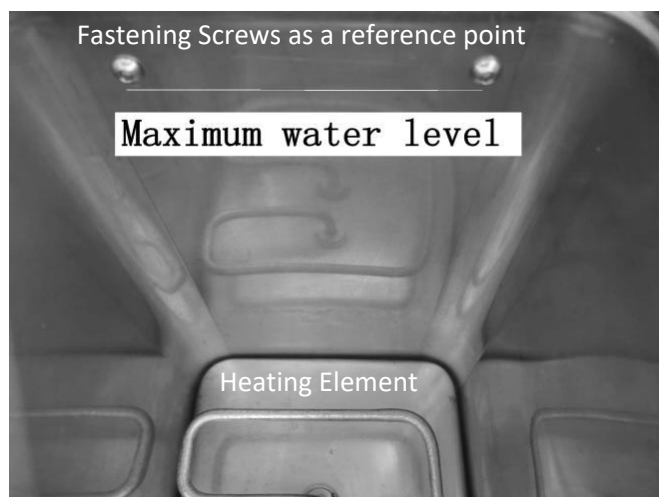 Fastening Screws as a reference point
Maximum water level
Heating Element